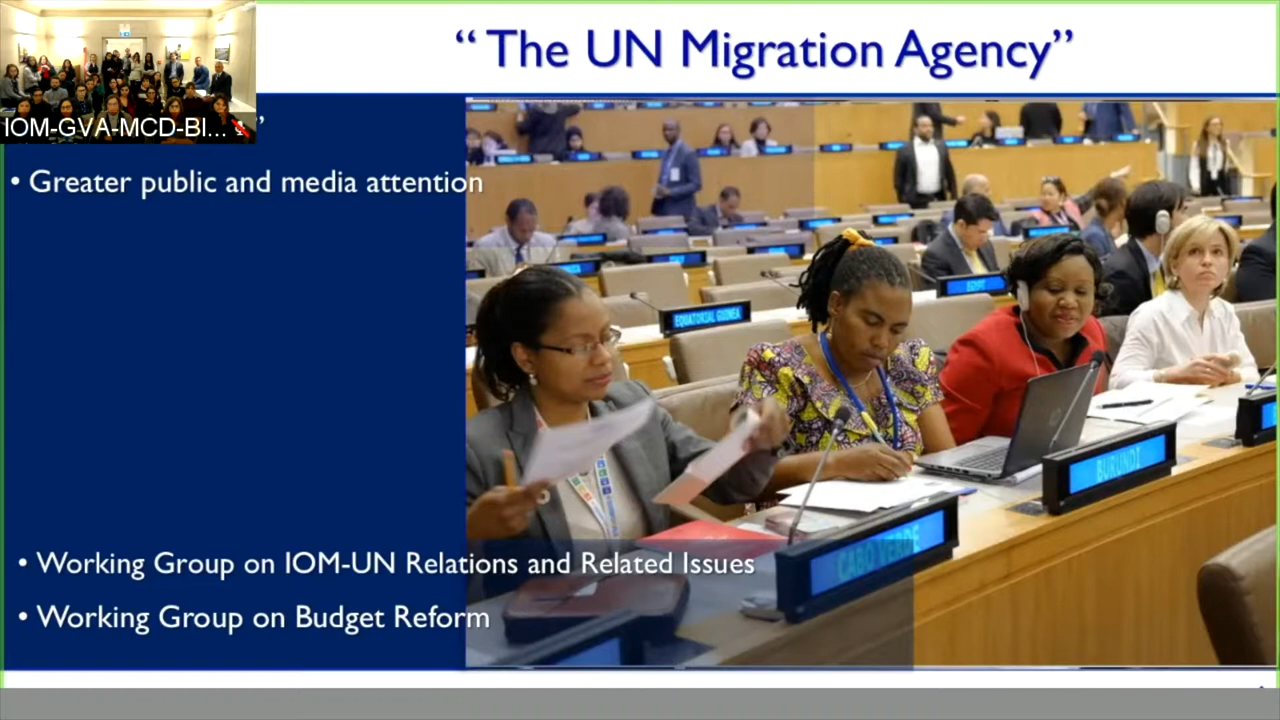 “ The UN Migration Agency”
IOM-GVA-MCD-BI...
”
• Greater public and media attention
EQUATORIAL GUINEA
EGYPT
BURUNDI
CABO VERDE
• Working Group on IOM-UN Relations and Related Issues
• Working Group on Budget Reform